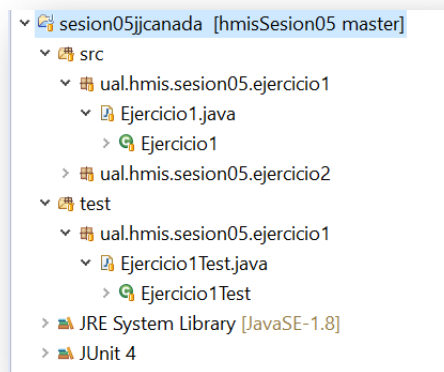 sesion05jjcanada [hmisSesion05 master]
src
ual.hmis.sesion05.ejercicio1
Ejercicio1.java
Ejercicio1
ual.hmis.sesion05.ejercicio2
test
ual.hmis.sesion05.ejercicio1
Ejercicio1Test.java
Ejercicio1Test
JRE System Library [JavaSE-1.8]
JUnit 4